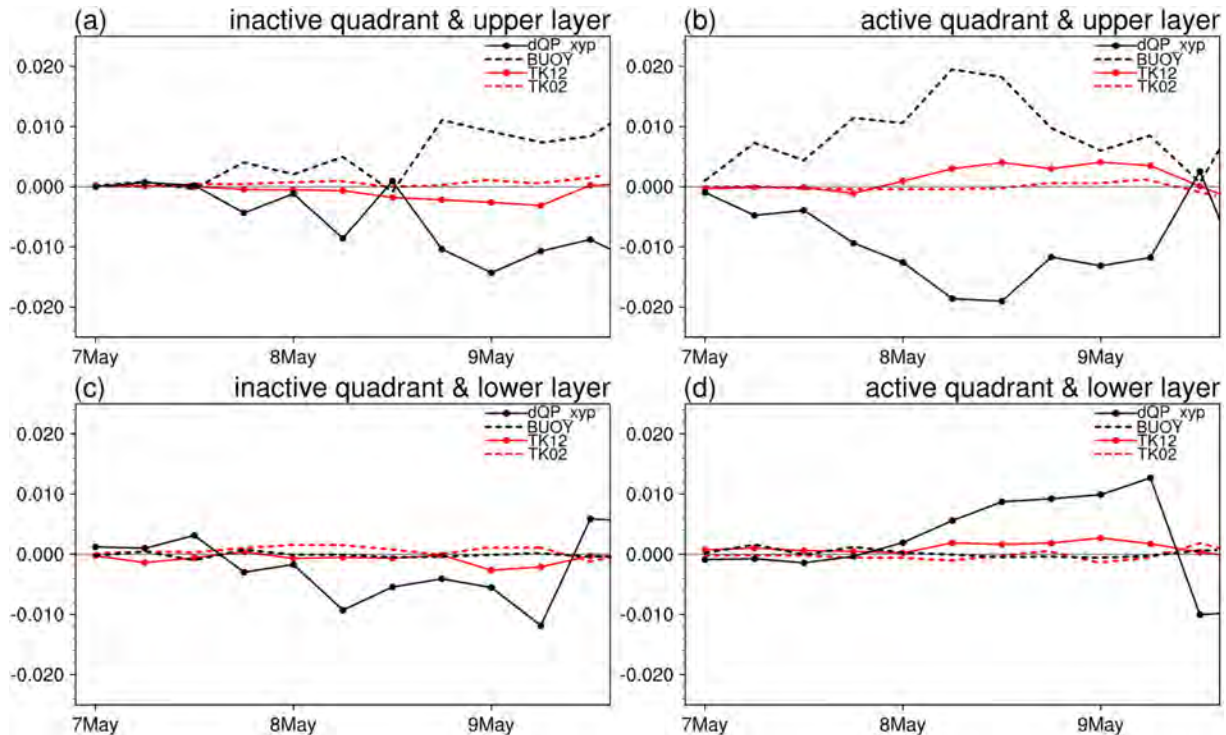 (a) inactive quadrant & upper layer
dQP_xyp
BUOY
TK12
TK02
0.020
0.010
0.000
-0.010
-0.020
7May 8May 9May
(b) active quadrant & upper layer
dQP_xyp
BUOY
TK12
TK02
0.020
0.010
0.000
-0.010
-0.020
7May 8May 9May
(c) inactive quadrant & lower layer
dQP_xyp
BUOY
TK12
TK02
0.020
0.010
0.000
-0.010
-0.020
7May 8May 9May
(d) active quadrant & lower layer
dQP_xyp
BUOY
TK12
TK02
0.020
0.010
0.000
-0.010
-0.020
7May 8May 9May